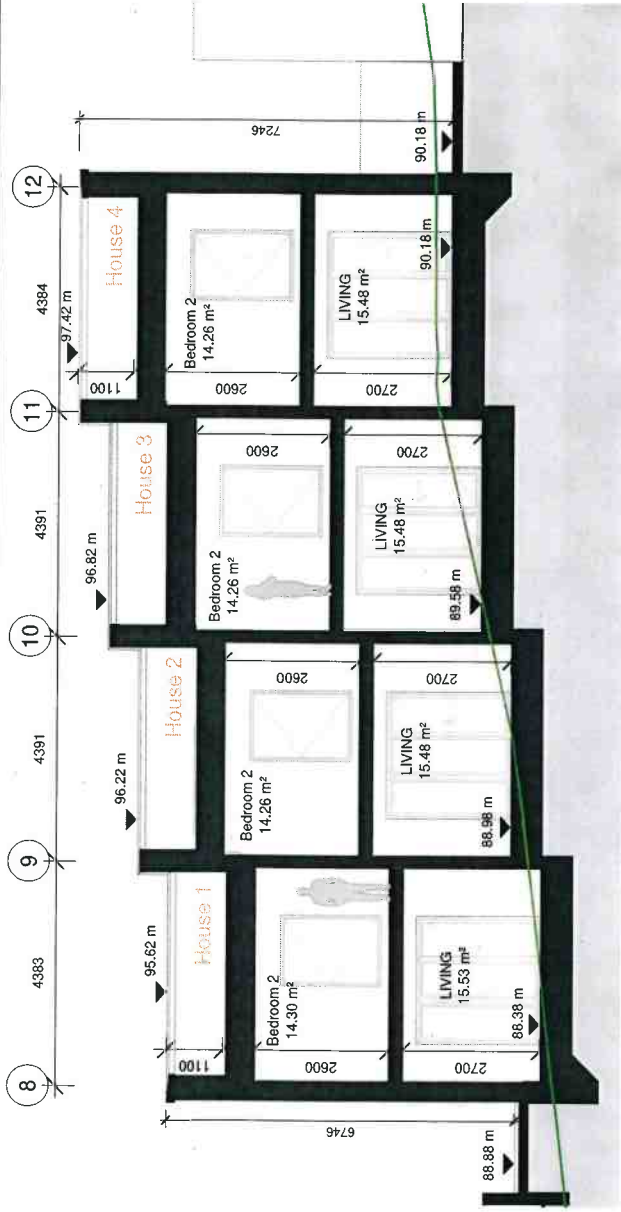 8
9
10
11
12
4383
4391
4391
4384
95.62 m
96.22 m
96.82 m
97.42 m
1100
1100
House 1
House 2
House 3
House 4
6746
7246
Bedroom 2
14.30 m²
2600
Bedroom 2
14.26 m²
2600
Bedroom 2
14.26 m²
2600
Bedroom 2
14.26 m²
2600
LIVING
15.53 m²
2700
LIVING
15.48 m²
2700
LIVING
15.48 m²
2700
LIVING
15.48 m²
2700
88.88 m
88.38 m
88.98 m
89.58 m
90.18 m
90.18 m